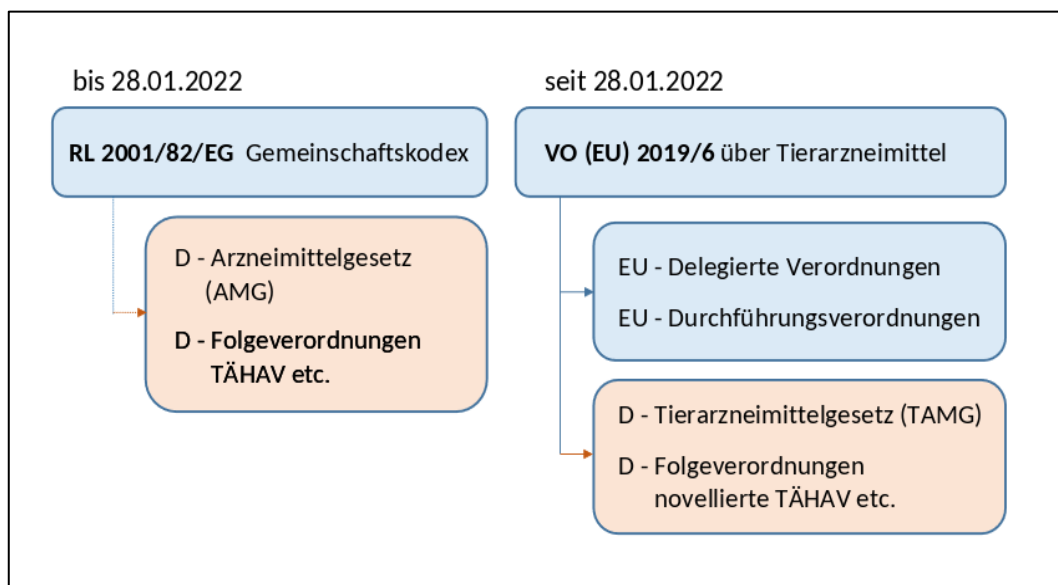 bis 28.01.2022
RL 2001/82/EG Gemeinschaftskodex
D - Arzneimittelgesetz
(AMG)
D - Folgeverordnungen
TÄHAV etc.
seit 28.01.2022
VO (EU) 2019/6 über Tierarzneimittel
EU - Delegierte Verordnungen
EU - Durchführungsverordnungen
D - Tierarzneimittelgesetz (TAMG)
D - Folgeverordnungen
novellierte TÄHAV etc.